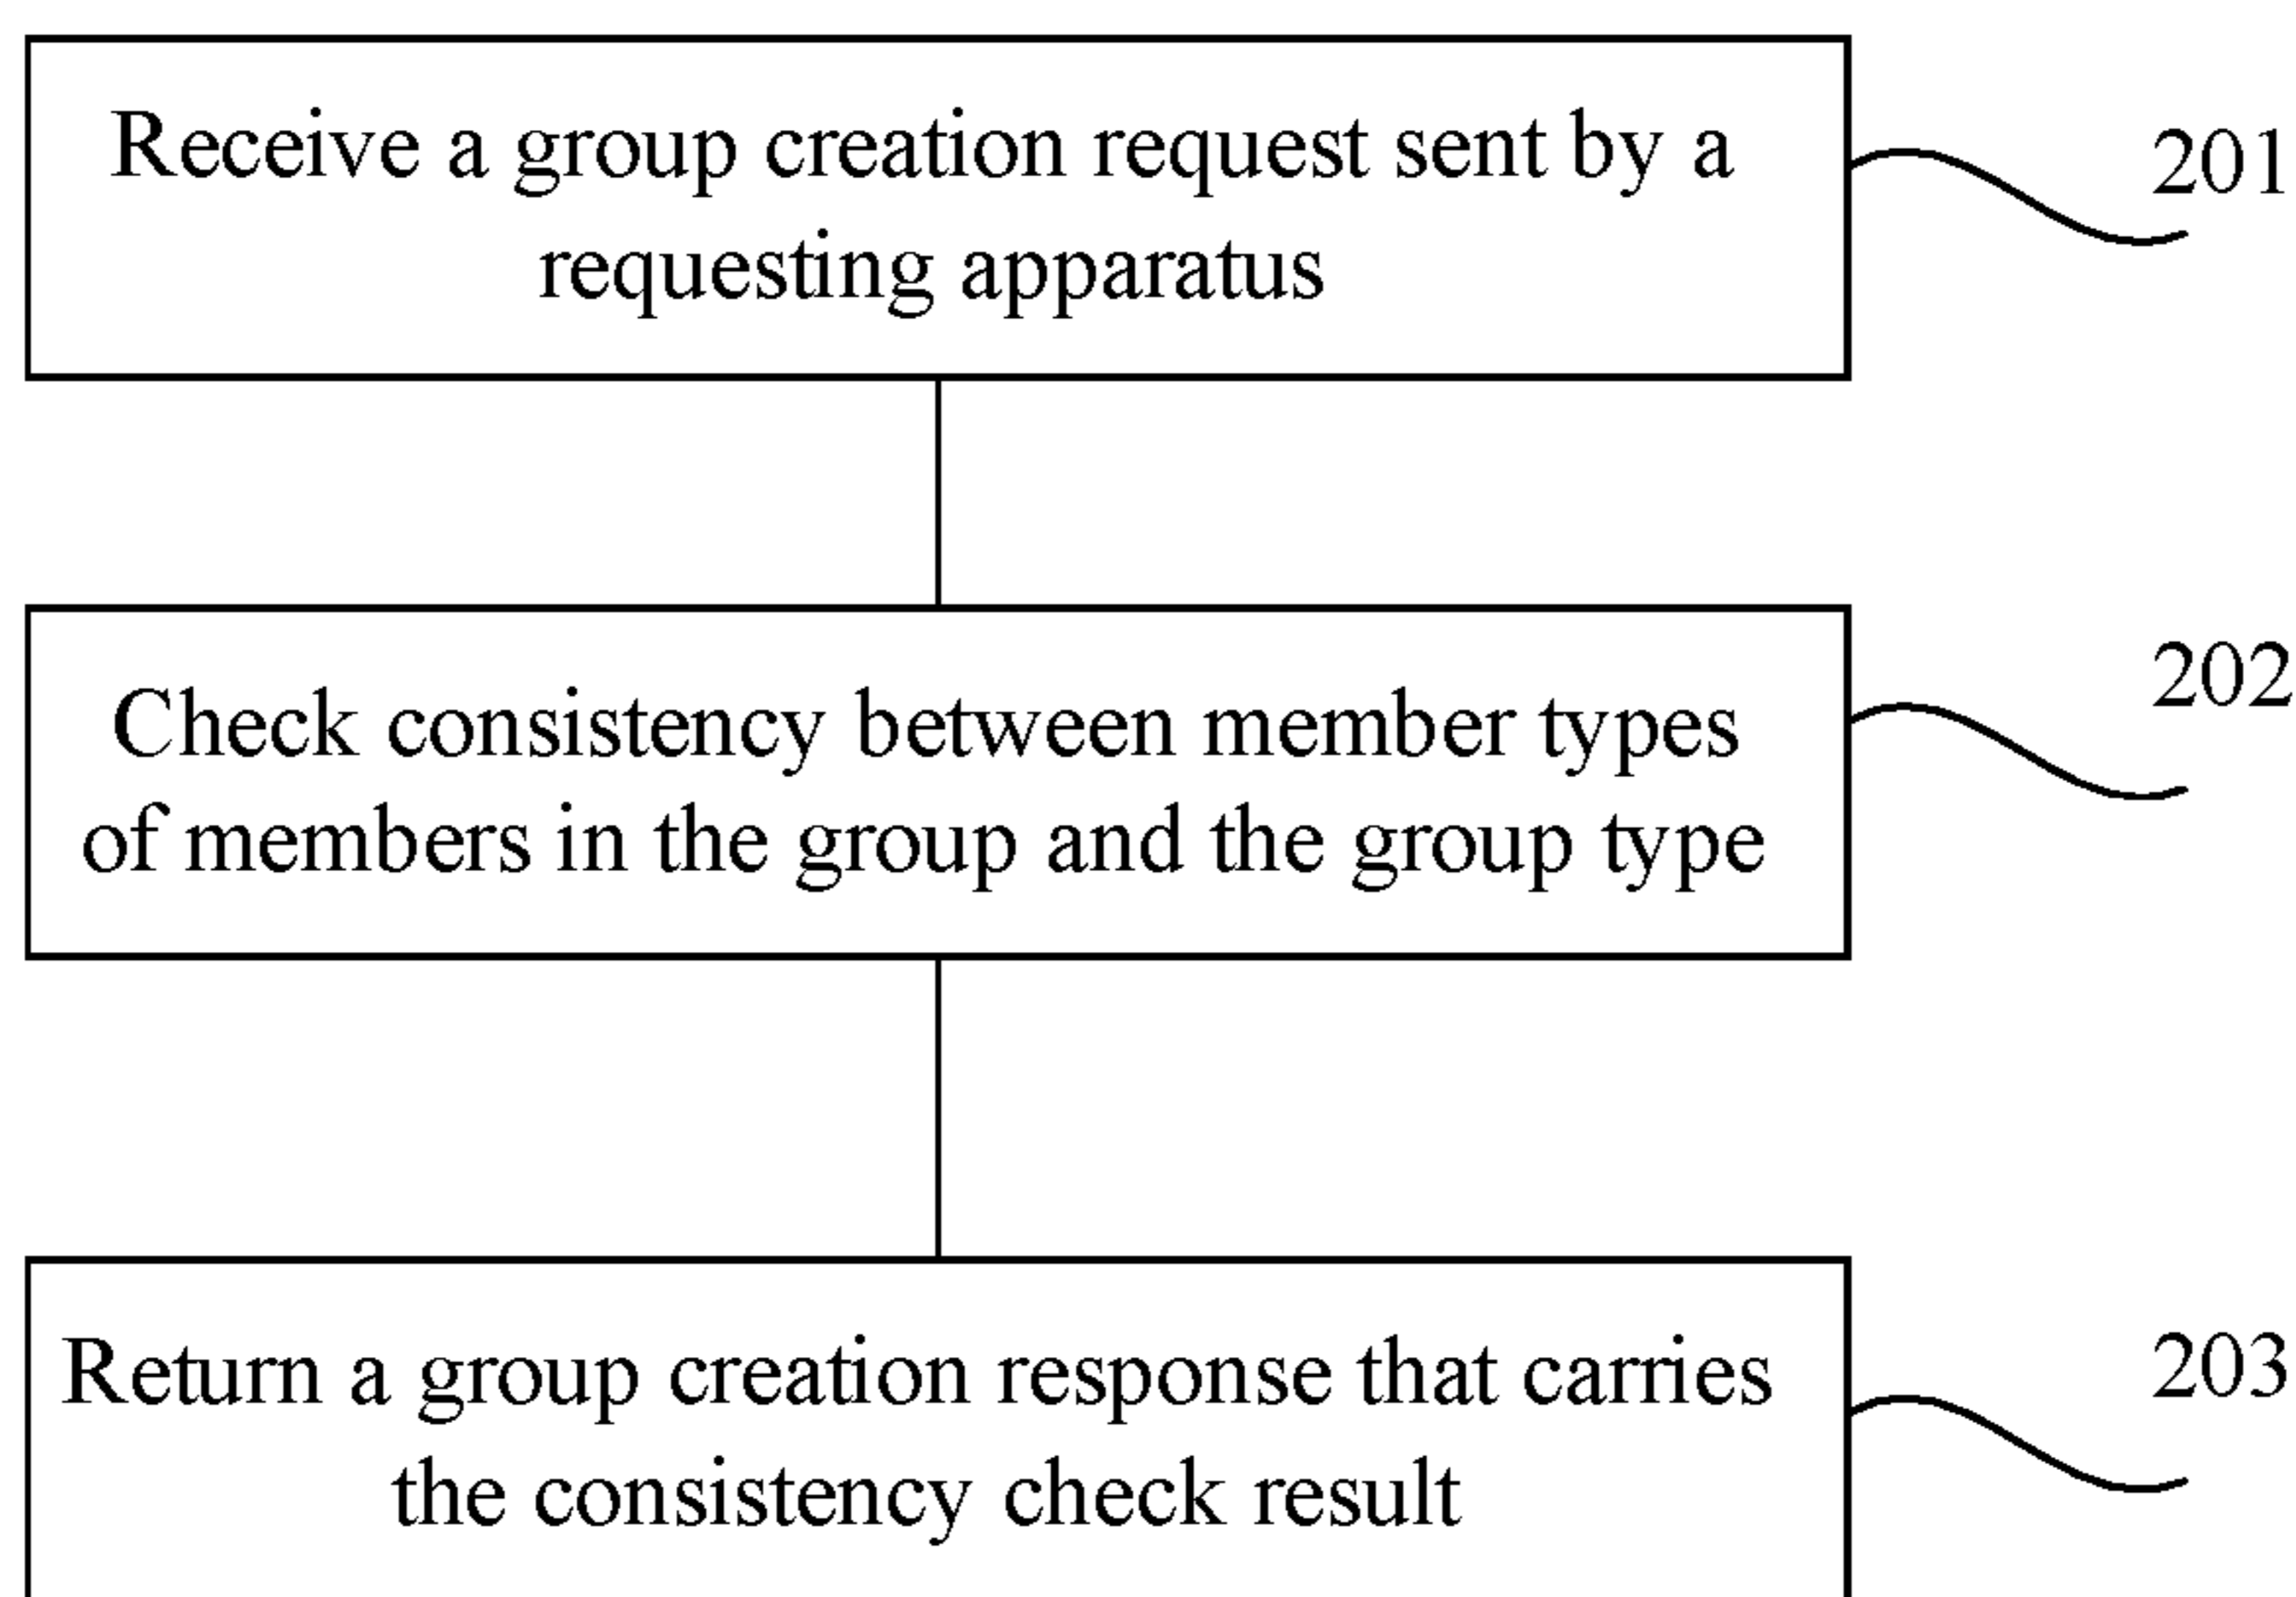 Receive a group creation request sent by a
requesting apparatus
201
Check consistency between member types
of members in the group and the group type
202
Return a group creation response that carries
the consistency check result
203